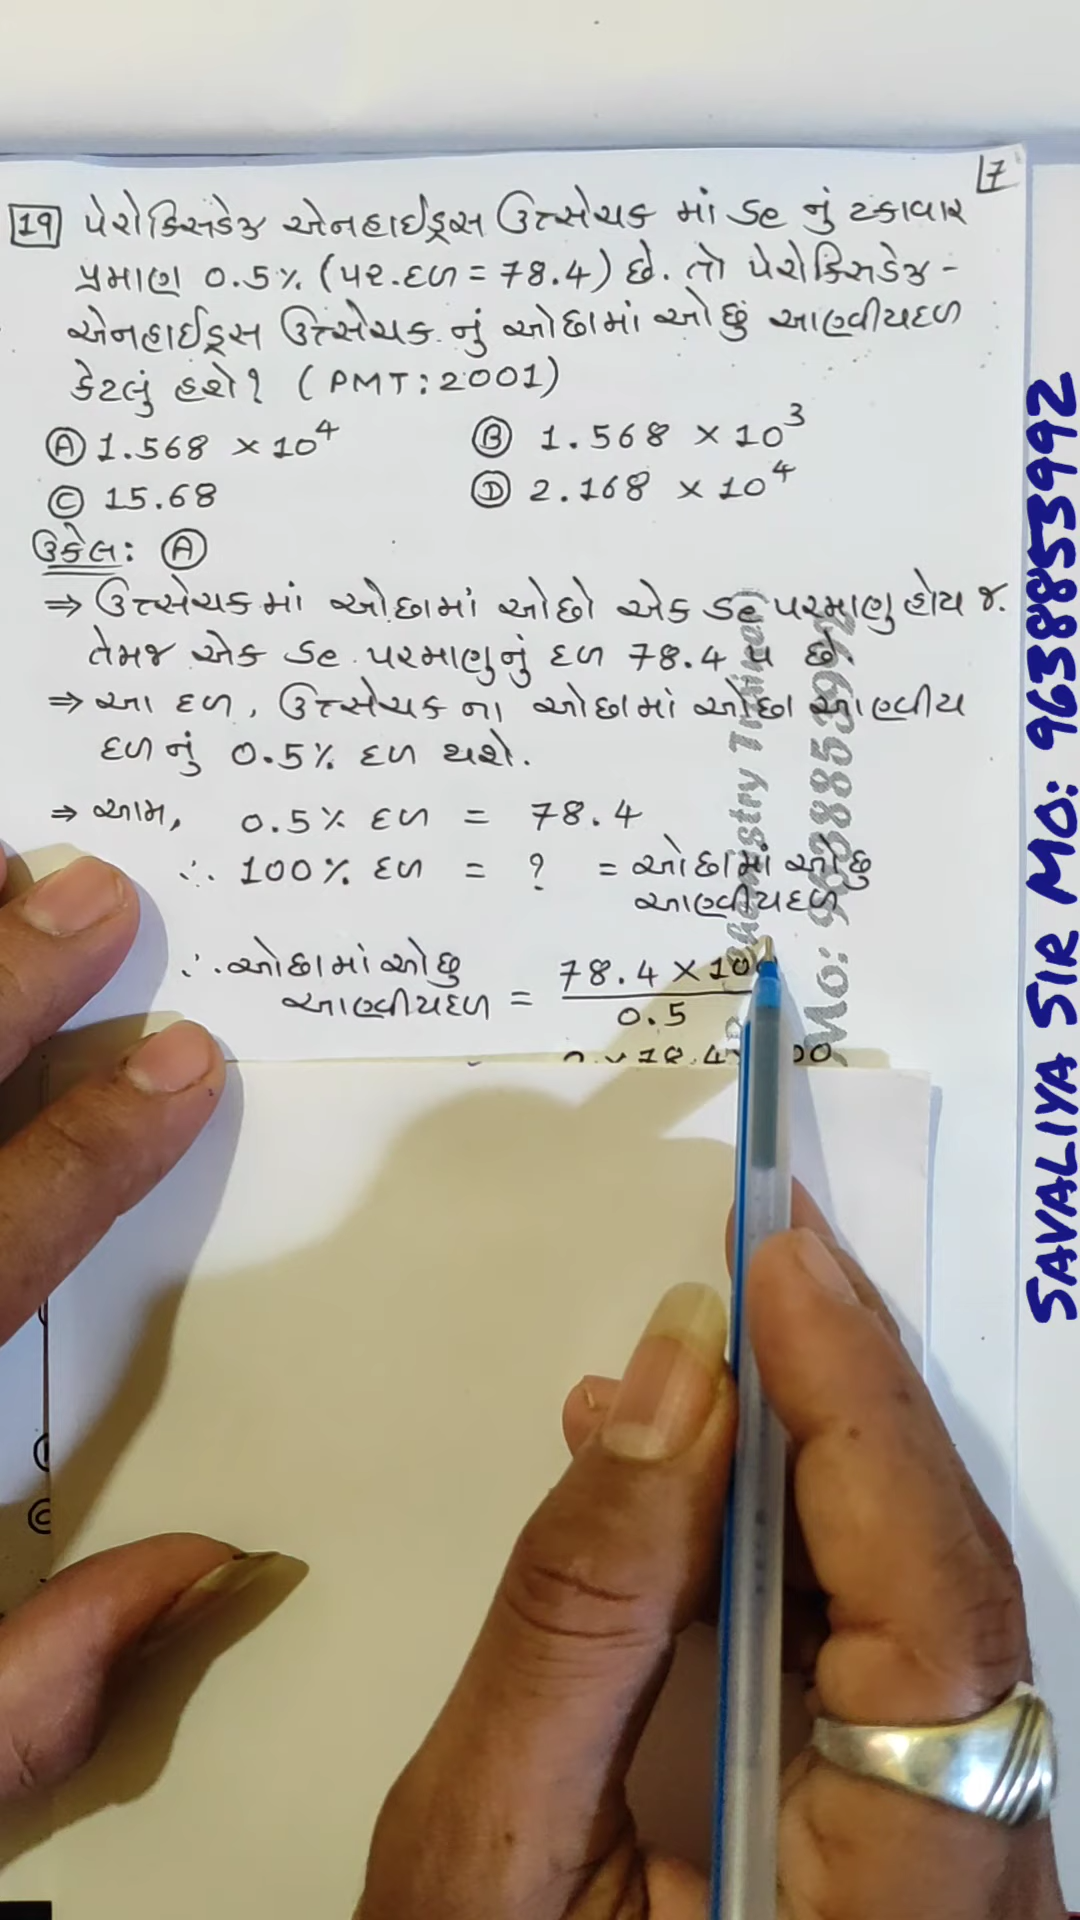 7
19 પેરોક્સિડેઝ એનહાઈડ્રસ ઉત્સેચક માં Se નું ટકાવાર
પ્રમાણ 0.5% (પર.દળ = 78.4) છે. તો પેરોક્સિડેઝ -
એનહાઈડ્રસ ઉત્સેચક નું ઓછામાં ઓછું આણ્વીયદળ
કેટલું હશે? (PMT: 2001)
Ⓐ 1.568 × 10⁴ Ⓑ 1.568 × 10³
Ⓒ 15.68 Ⓓ 2.168 × 10⁴
ઉકેલ: Ⓐ
⇒ ઉત્સેચક માં ઓછામાં ઓછો એક Se પરમાણુ હોય જ.
તેમજ એક Se પરમાણુનું દળ 78.4 છે.
⇒ આ દળ, ઉત્સેચક ના ઓછામાં ઓછા આણ્વીય
દળનું 0.5% દળ થશે.
⇒ આમ, 0.5% દળ = 78.4
∴ 100% દળ = ? = ઓછામાં ઓછુ
આણ્વીયદળ
∴ ઓછામાં ઓછુ 78.4 × 100
આણ્વીયદળ = 0.5
SAVALIYA SIR MO: 9638853992
Mo: 9638853992